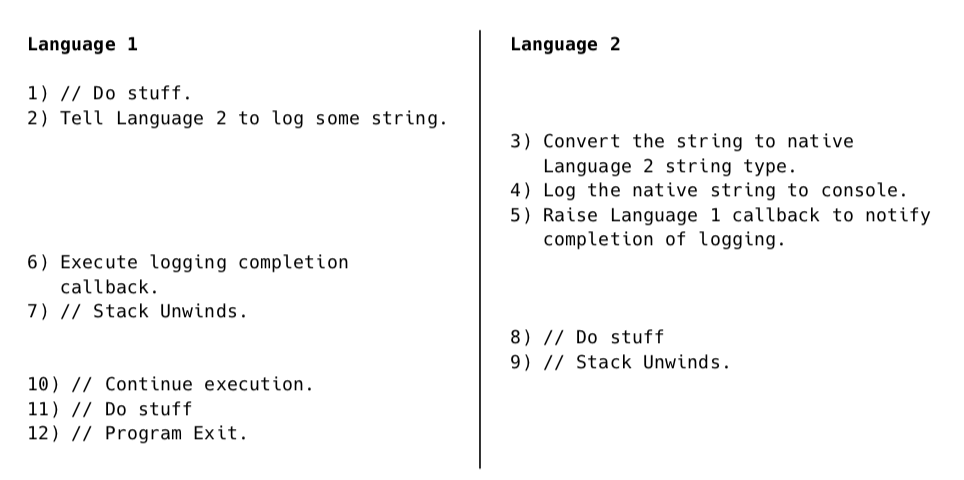 Language 1
1) // Do stuff.
2) Tell Language 2 to log some string.
6) Execute logging completion
callback.
7) // Stack Unwinds.
10) // Continue execution.
11) // Do stuff
12) // Program Exit.
Language 2
3) Convert the string to native
Language 2 string type.
4) Log the native string to console.
5) Raise Language 1 callback to notify
completion of logging.
8) // Do stuff
9) // Stack Unwinds.